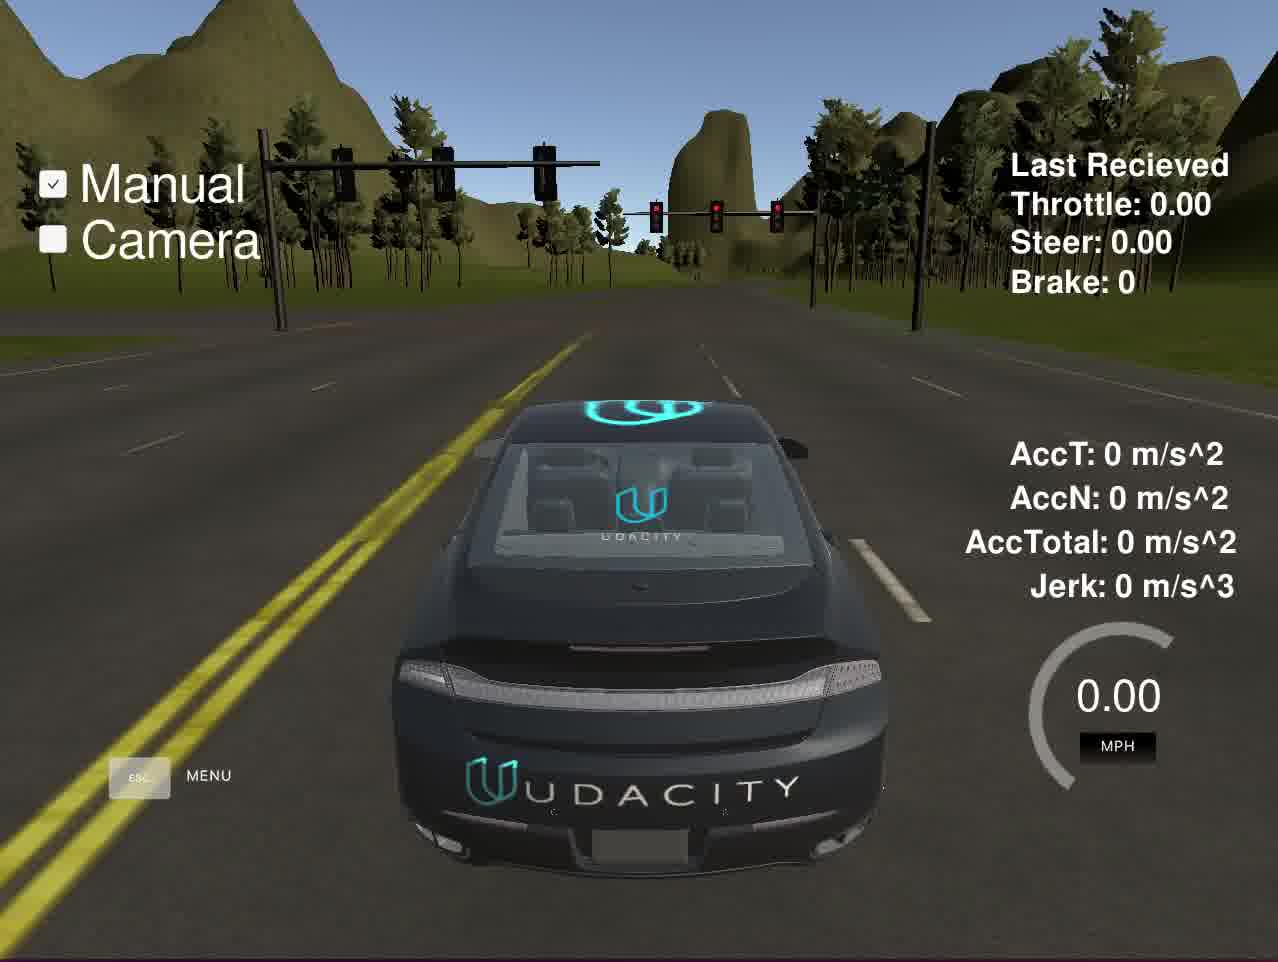 Manual
Camera
Last Recieved
Throttle: 0.00
Steer: 0.00
Brake: 0
UDACITY
AccT: 0 m/s^2
AccN: 0 m/s^2
AccTotal: 0 m/s^2
Jerk: 0 m/s^3
0.00
MPH
ESC
MENU
UDACITY